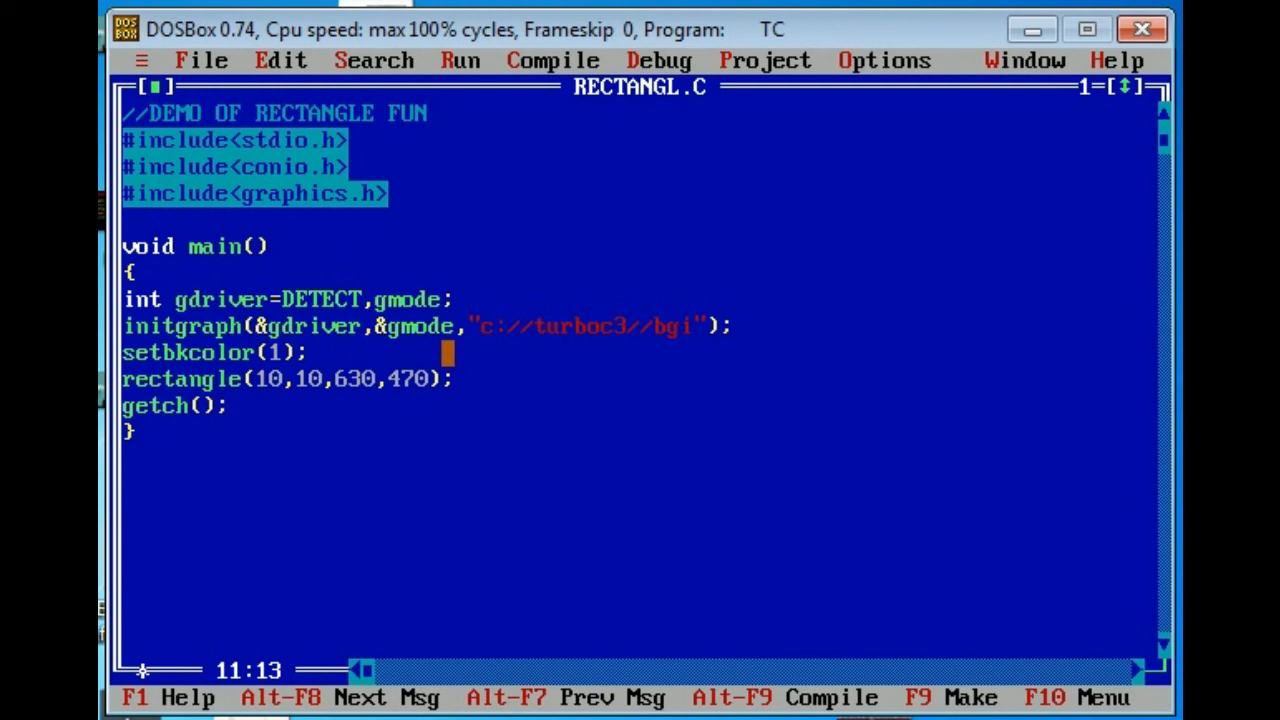 DOSBox 0.74, Cpu speed: max 100% cycles, Frameskip 0, Program: TC
≡ File Edit Search Run Compile Debug Project Options Window Help
RECTANGL.C 1=[↕]
//DEMO OF RECTANGLE FUN
#include<stdio.h>
#include<conio.h>
#include<graphics.h>
void main()
{
int gdriver=DETECT,gmode;
initgraph(&gdriver,&gmode,"c://turboc3//bgi");
setbkcolor(1);
rectangle(10,10,630,470);
getch();
}
11:13
F1 Help Alt-F8 Next Msg Alt-F7 Prev Msg Alt-F9 Compile F9 Make F10 Menu